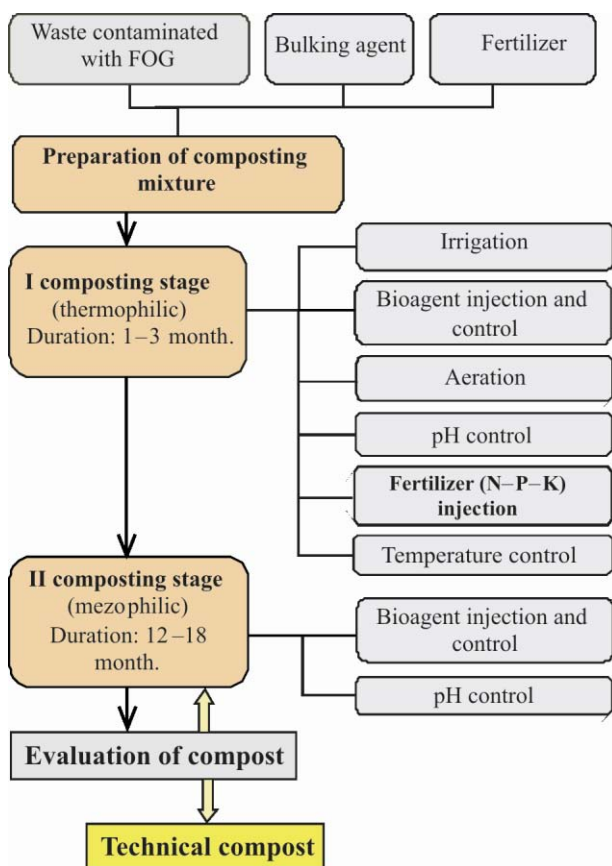 Waste contaminated
with FOG
Bulking agent
Fertilizer
Preparation of composting
mixture
I composting stage
(thermophilic)
Duration: 1–3 month.
Irrigation
Bioagent injection and
control
Aeration
pH control
Fertilizer (N–P–K)
injection
Temperature control
II composting stage
(mezophilic)
Duration: 12–18
month.
Bioagent injection and
control
pH control
Evaluation of compost
Technical compost